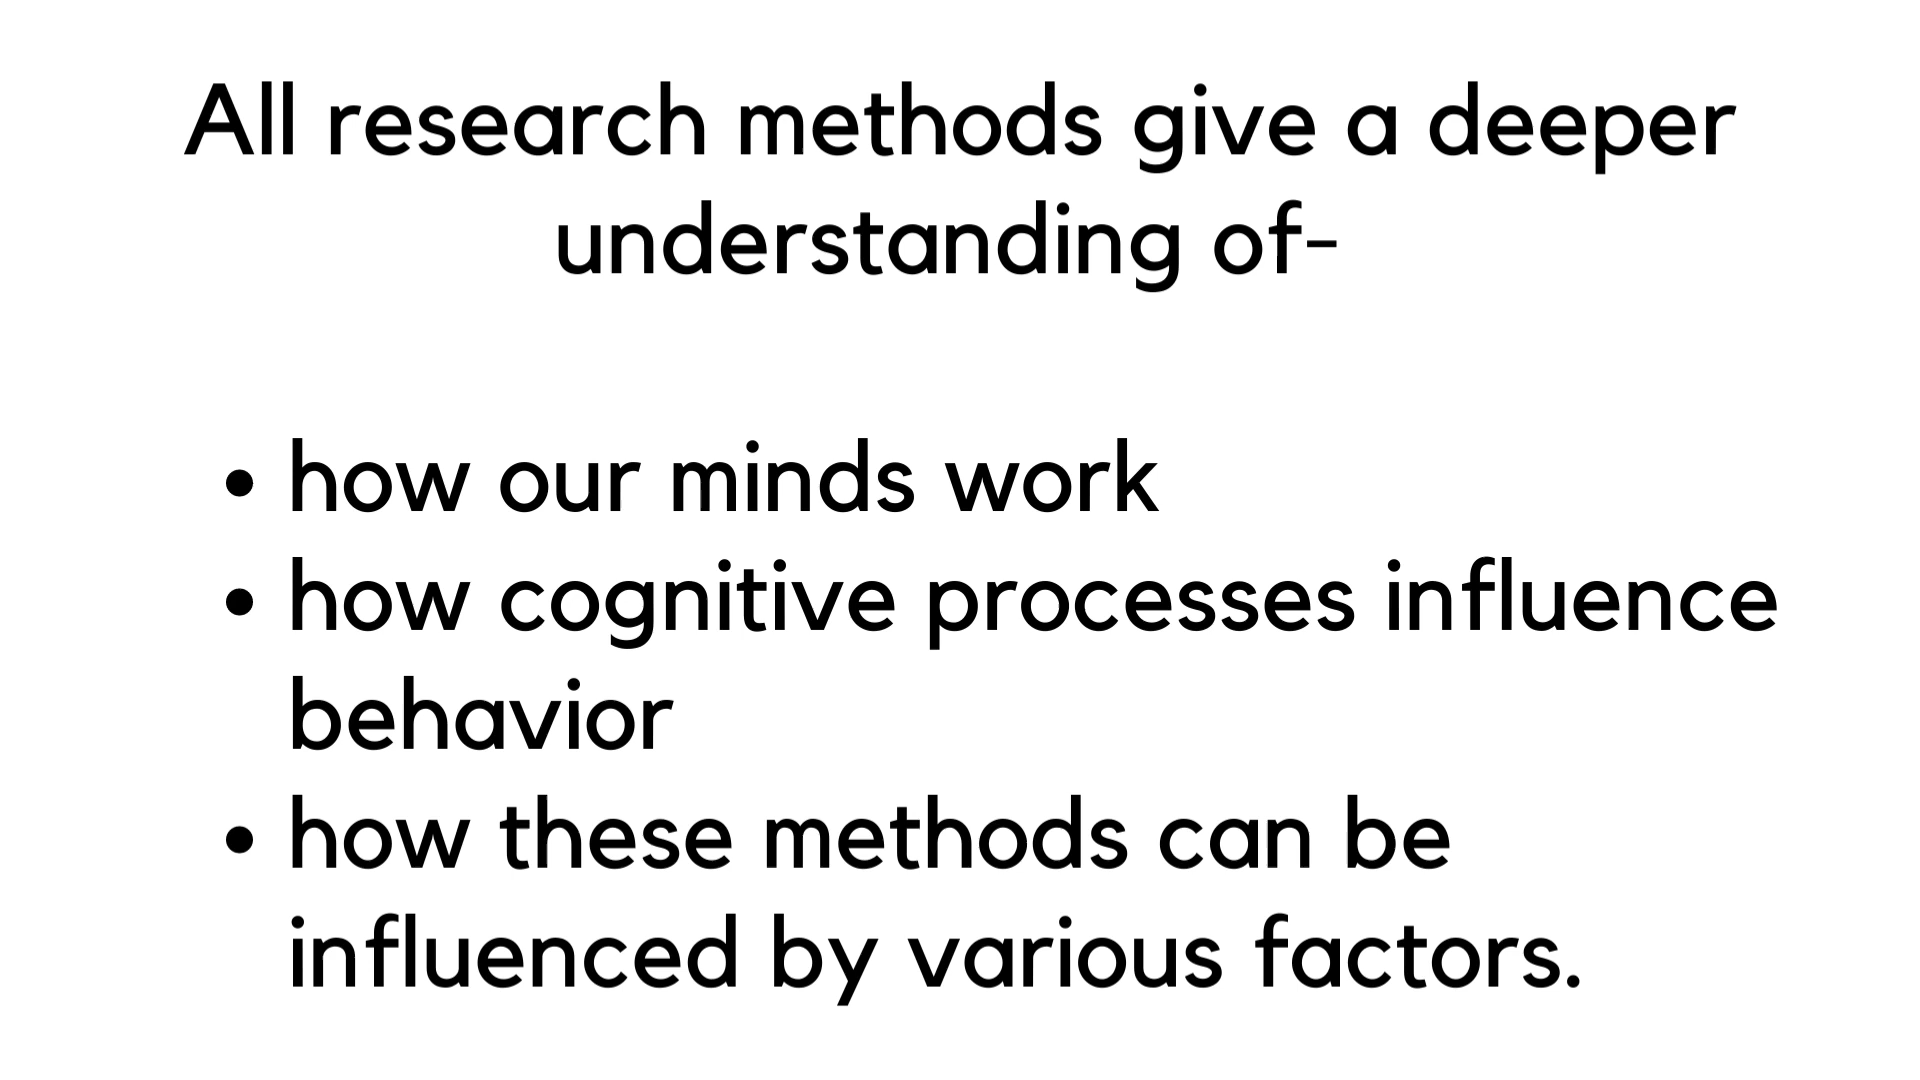 All research methods give a deeper
understanding of-
• how our minds work
• how cognitive processes influence
behavior
• how these methods can be
influenced by various factors.